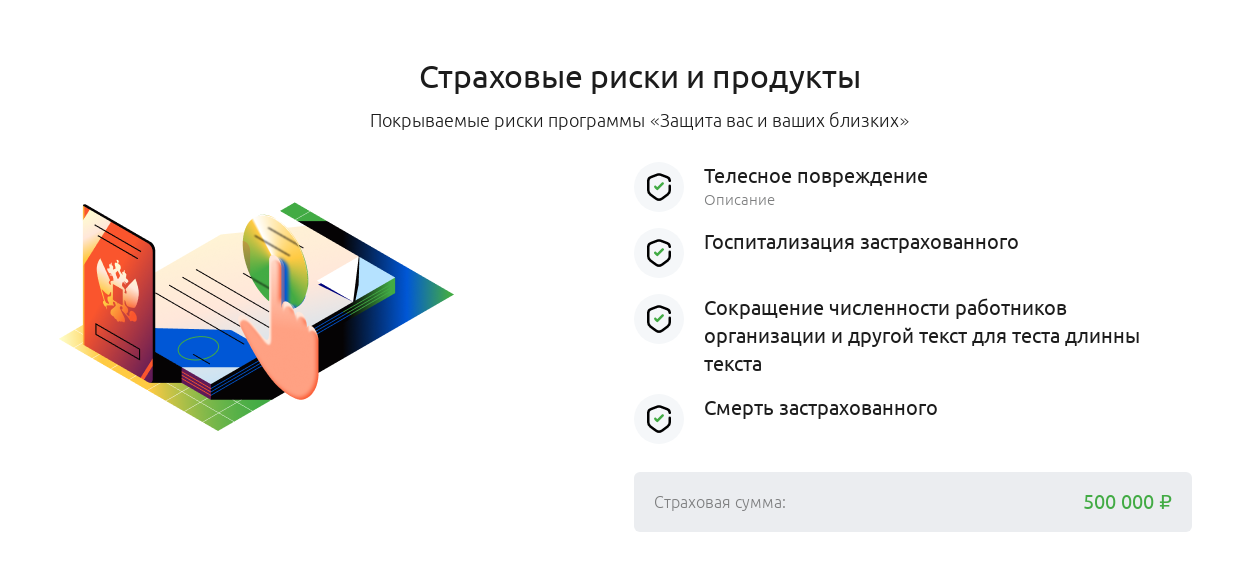 Страховые риски и продукты
Покрываемые риски программы «Защита вас и ваших близких»
Телесное повреждение
Описание
Госпитализация застрахованного
Сокращение численности работников
организации и другой текст для теста длинны
текста
Смерть застрахованного
Страховая сумма: 500 000 ₽